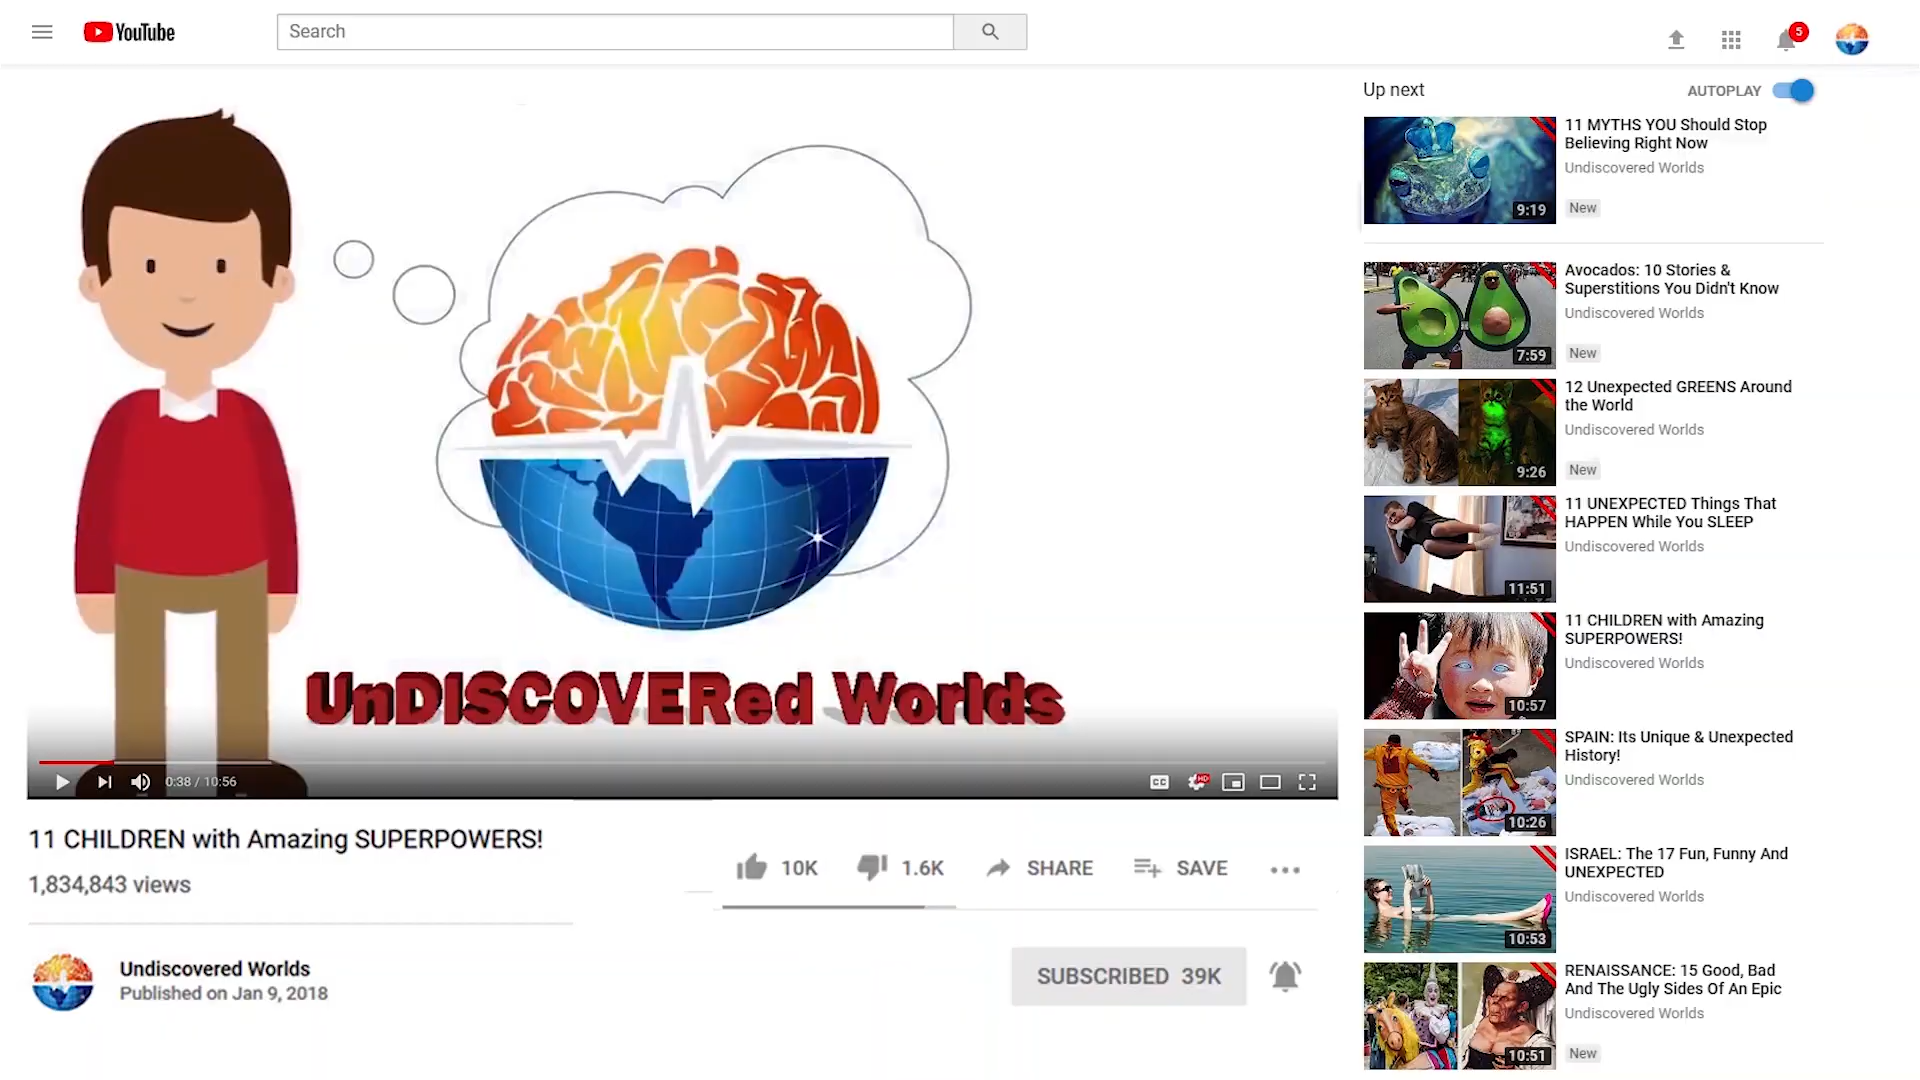 YouTube
Search
5
UnDISCOVERed Worlds
0:38 / 10:56
CC
HD
11 CHILDREN with Amazing SUPERPOWERS!
1,834,843 views
10K
1.6K
SHARE
SAVE
Undiscovered Worlds
Published on Jan 9, 2018
SUBSCRIBED 39K
Up next
AUTOPLAY
9:19
11 MYTHS YOU Should Stop
Believing Right Now
Undiscovered Worlds
New
7:59
Avocados: 10 Stories &
Superstitions You Didn't Know
Undiscovered Worlds
New
9:26
12 Unexpected GREENS Around
the World
Undiscovered Worlds
New
11:51
11 UNEXPECTED Things That
HAPPEN While You SLEEP
Undiscovered Worlds
10:57
11 CHILDREN with Amazing
SUPERPOWERS!
Undiscovered Worlds
10:26
SPAIN: Its Unique & Unexpected
History!
Undiscovered Worlds
10:53
ISRAEL: The 17 Fun, Funny And
UNEXPECTED
Undiscovered Worlds
10:51
RENAISSANCE: 15 Good, Bad
And The Ugly Sides Of An Epic
Undiscovered Worlds
New